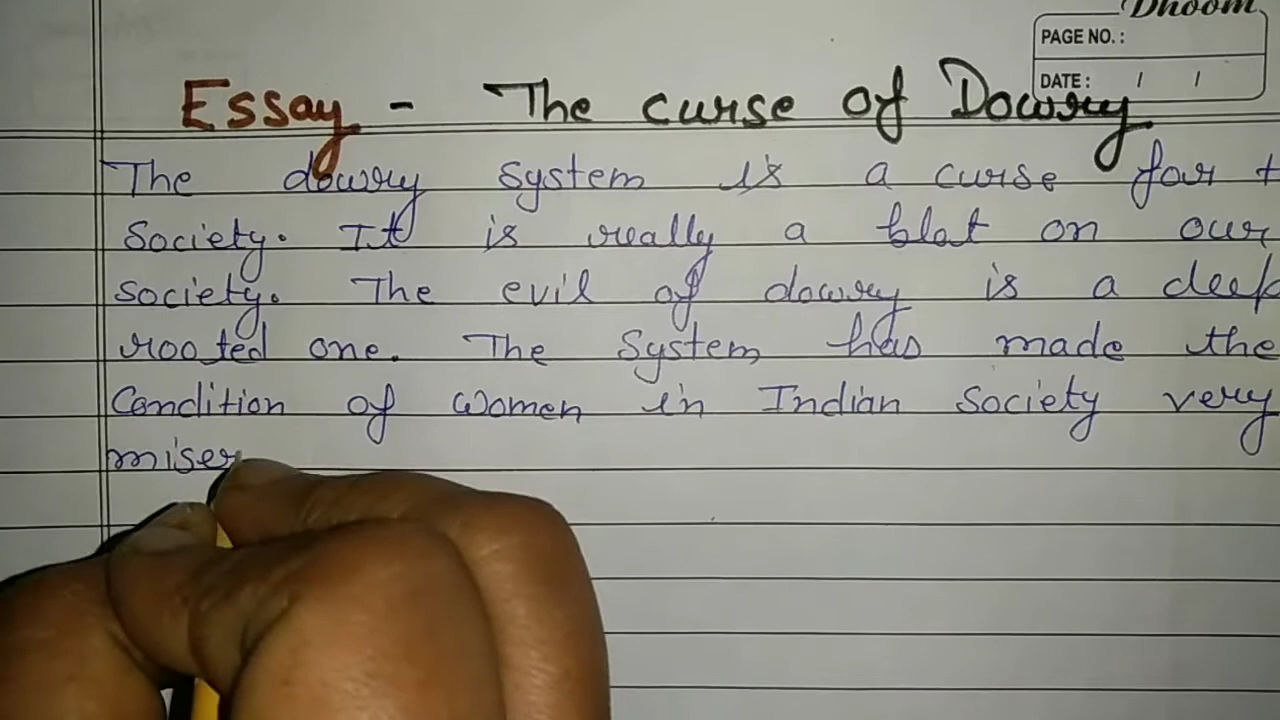 Dhoom
PAGE NO.:
DATE: / /
Essay - The curse of Dowry
The dowry system is a curse for t
Society. It is really a blot on our
society. The evil of dowry is a deep
rooted one. The System has made the
Condition of women in Indian Society very
miser